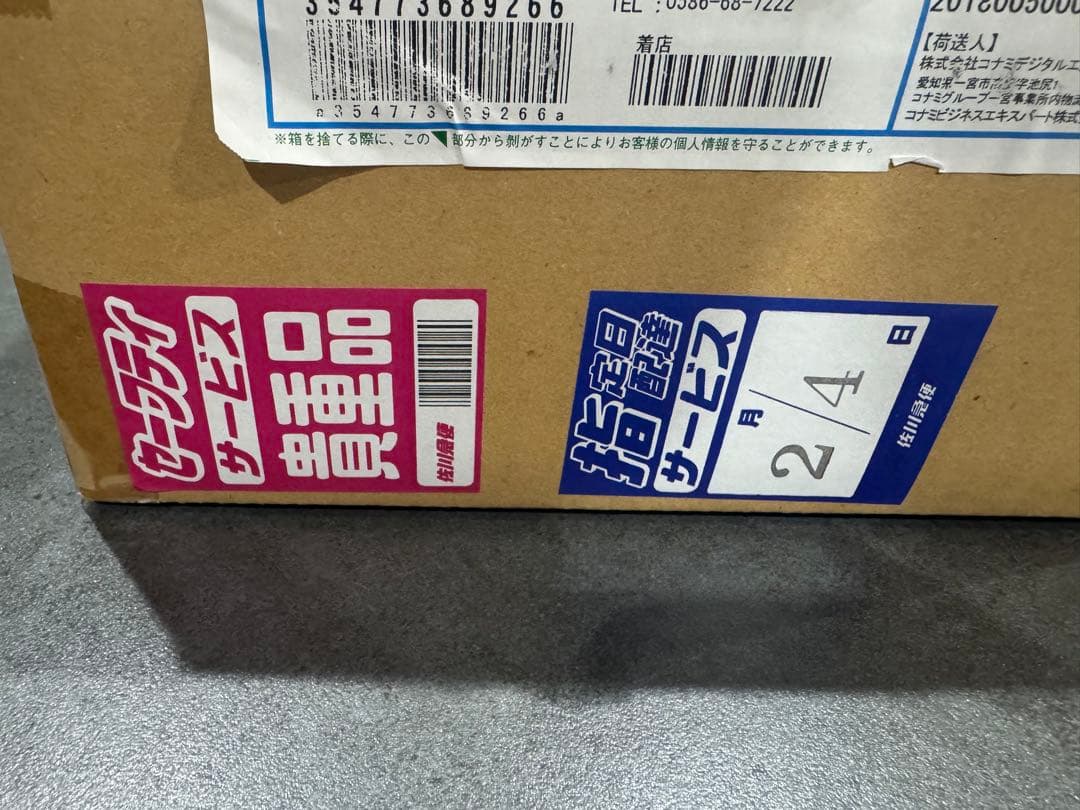 354773689266
TEL :0586-68-7222
a354773689266a
着店
【荷送人】
株式会社コナミデジタルエ
愛知県一宮市
コナミグループ一宮事業所内物流
コナミビジネスエキスパート株式
※箱を捨てる際に、この
部分から剥がすことによりお客様の個人情報を守ることができます。
セーフティ
サービス
貴重品
佐川急便
指定日
配達
サービス
2月/4日
佐川急便